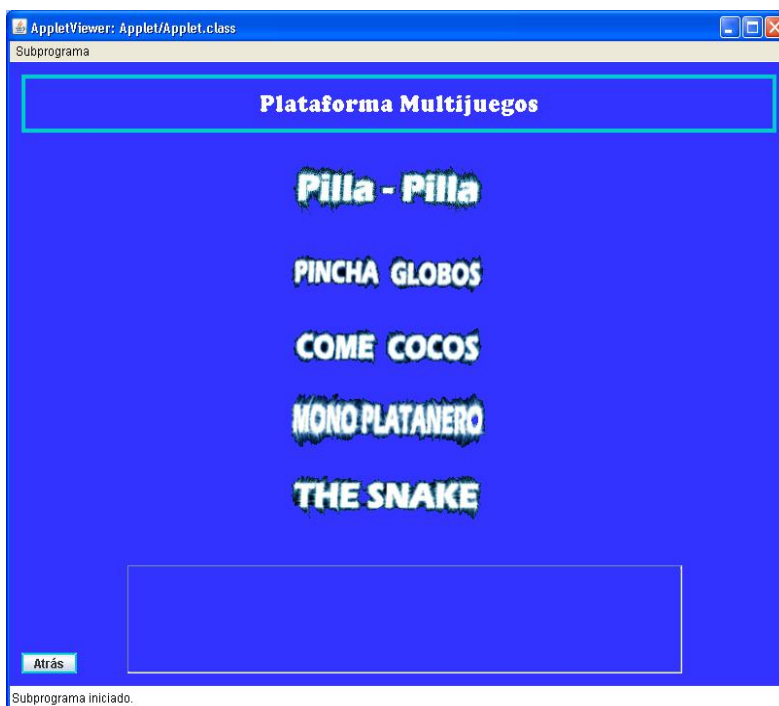 AppletViewer: Applet/Applet.class
Subprograma
Plataforma Multijuegos
Pilla - Pilla
PINCHA GLOBOS
COME COCOS
MONO PLATANERO
THE SNAKE
Atrás
Subprograma iniciado.